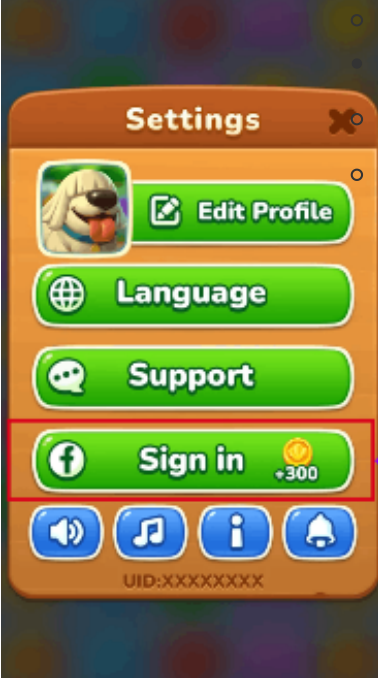 Settings
Edit Profile
Language
Support
Sign in
+300
UID:XXXXXXXX